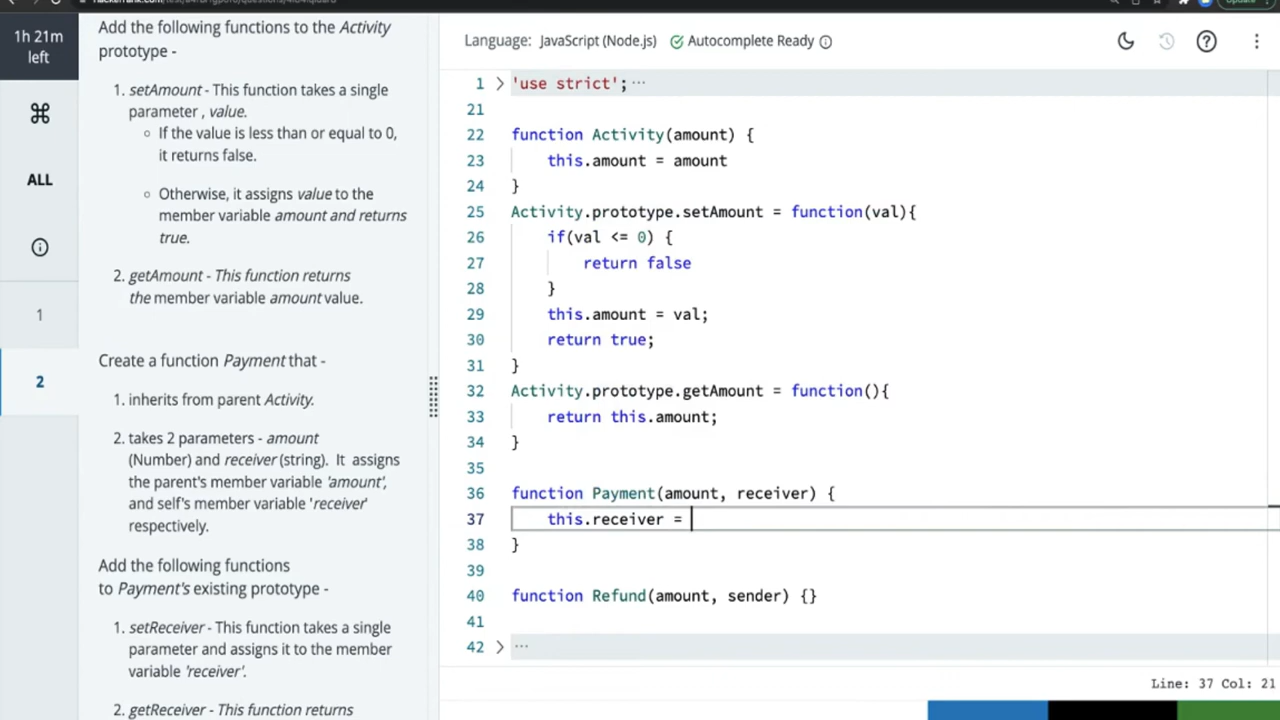 Update
1h 21m
left
ALL
1
2
Add the following functions to the Activity
prototype -
1. setAmount - This function takes a single
parameter , value.
If the value is less than or equal to 0,
it returns false.
Otherwise, it assigns value to the
member variable amount and returns
true.
2. getAmount - This function returns
the member variable amount value.
Create a function Payment that -
1. inherits from parent Activity.
2. takes 2 parameters - amount
(Number) and receiver (string). It assigns
the parent's member variable 'amount',
and self's member variable 'receiver'
respectively.
Add the following functions
to Payment's existing prototype -
1. setReceiver - This function takes a single
parameter and assigns it to the member
variable 'receiver'.
2. getReceiver - This function returns
Language: JavaScript (Node.js) Autocomplete Ready
1 'use strict'; ···
21
22 function Activity(amount) {
23 this.amount = amount
24 }
25 Activity.prototype.setAmount = function(val){
26 if(val <= 0) {
27 return false
28 }
29 this.amount = val;
30 return true;
31 }
32 Activity.prototype.getAmount = function(){
33 return this.amount;
34 }
35
36 function Payment(amount, receiver) {
37 this.receiver =
38 }
39
40 function Refund(amount, sender) {}
41
42 ···
Line: 37 Col: 21